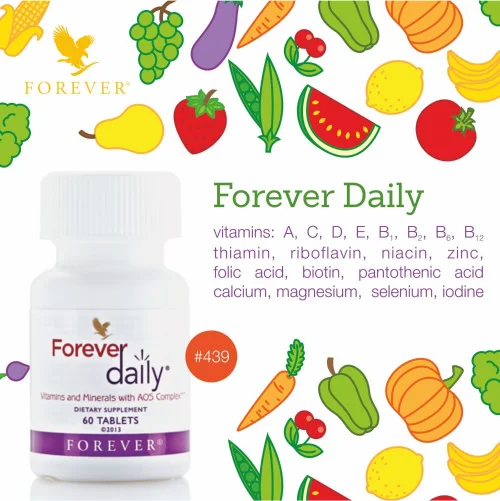 FOREVER®
Forever Daily
vitamins: A, C, D, E, B₁, B₂, B₆, B₁₂
thiamin, riboflavin, niacin, zinc,
folic acid, biotin, pantothenic acid
calcium, magnesium, selenium, iodine
#439
Forever
daily®
Vitamins and Minerals with AOS Complex™
DIETARY SUPPLEMENT
60 TABLETS
©2013
FOREVER®